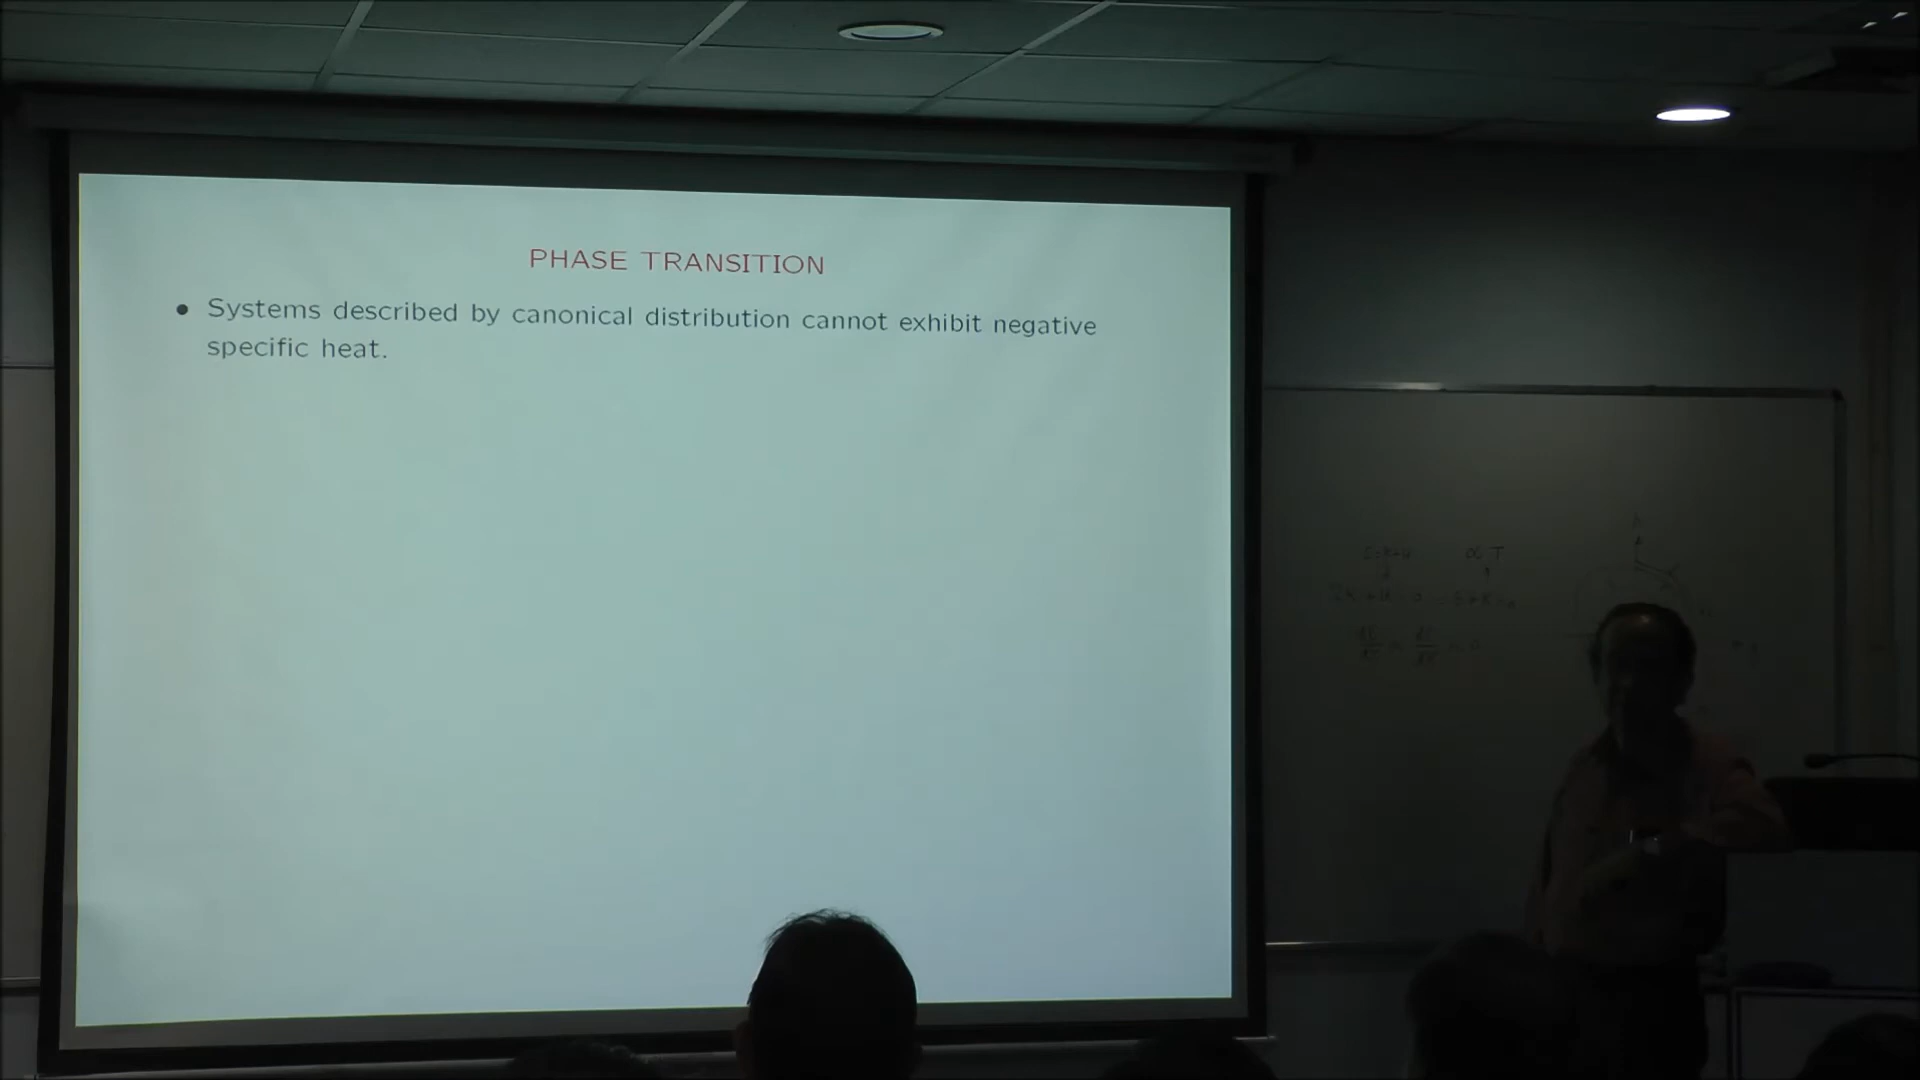 PHASE TRANSITION
• Systems described by canonical distribution cannot exhibit negative
specific heat.